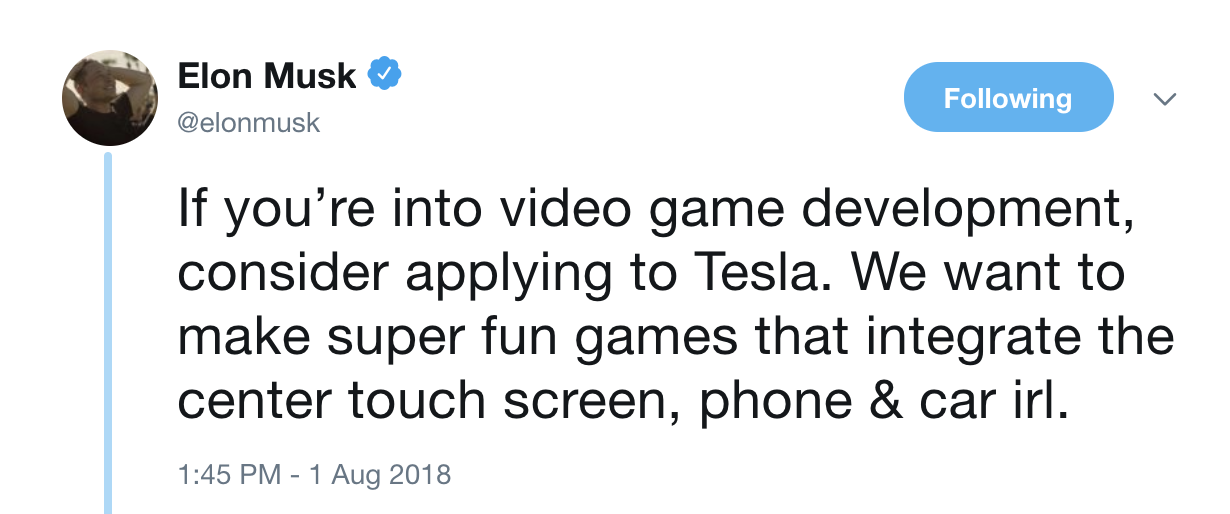 Elon Musk
@elonmusk
Following
If you’re into video game development,
consider applying to Tesla. We want to
make super fun games that integrate the
center touch screen, phone & car irl.
1:45 PM - 1 Aug 2018